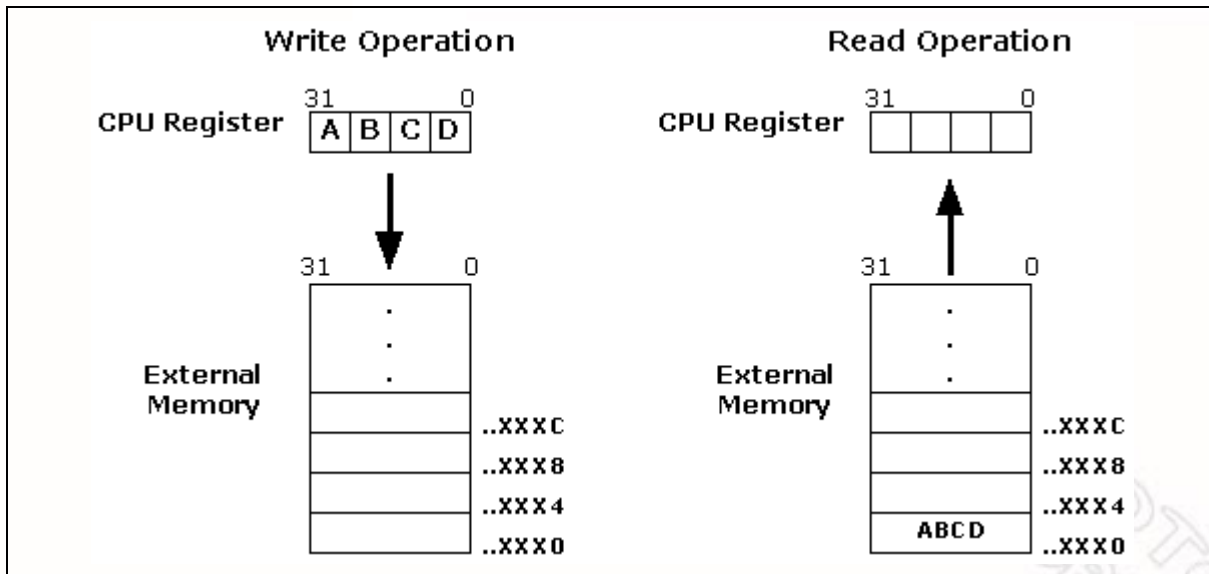 Write Operation
31 0
CPU Register A B C D
31 0
External
Memory
..XXXC
..XXX8
..XXX4
..XXX0
Read Operation
31 0
CPU Register
31 0
External
Memory
..XXXC
..XXX8
..XXX4
ABCD
..XXX0